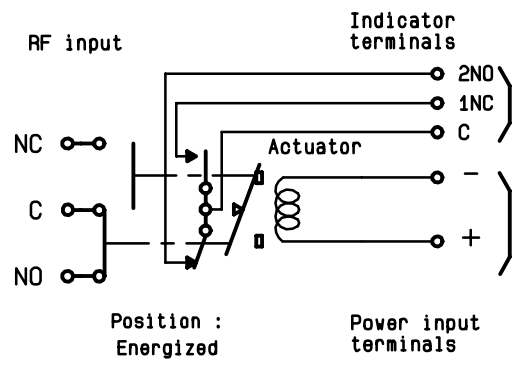 Indicator
terminals
RF input
2NO
1NC
C
NC
Actuator
−
C
+
NO
Position :
Energized
Power input
terminals